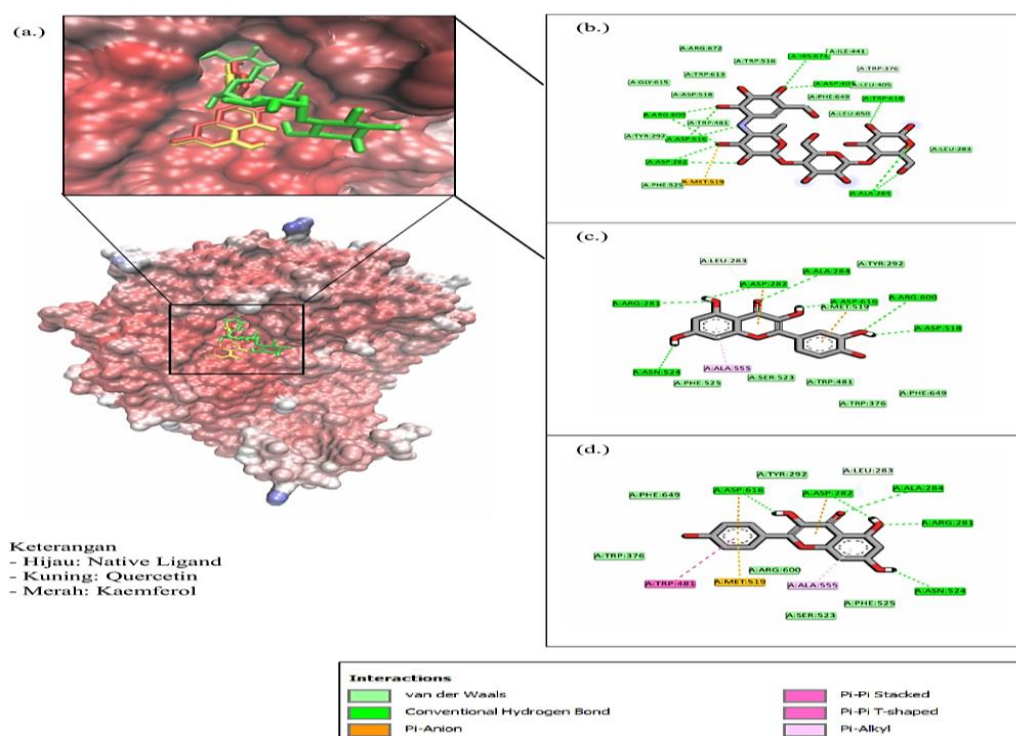 (a.)
(b.)
A:ARG:672
A:TRP:516
A:HIS:674
A:ILE:441
A:TRP:376
A:GLY:615
A:TRP:613
A:LEU:405
A:ASP:518
A:PHE:649
A:TRP:618
A:ARG:600
A:TRP:481
A:LEU:650
A:TYR:292
A:ASP:616
A:LEU:283
A:ASP:282
A:PHE:525
A:MET:519
A:ALA:284
(c.)
A:LEU:283
A:TYR:292
A:ASP:282
A:ALA:284
A:ARG:281
A:ASP:616
A:ARG:600
A:MET:519
A:ASP:518
A:ASN:524
A:ALA:555
A:PHE:525
A:SER:523
A:TRP:481
A:PHE:649
A:TRP:376
(d.)
A:TYR:292
A:LEU:283
A:PHE:649
A:ASP:616
A:ASP:282
A:ALA:284
A:ARG:281
A:TRP:376
A:ARG:600
A:TRP:481
A:MET:519
A:ALA:555
A:ASN:524
A:PHE:525
A:SER:523
Keterangan
- Hijau: Native Ligand
- Kuning: Quercetin
- Merah: Kaemferol
Interactions
van der Waals
Conventional Hydrogen Bond
Pi-Anion
Pi-Pi Stacked
Pi-Pi T-shaped
Pi-Alkyl